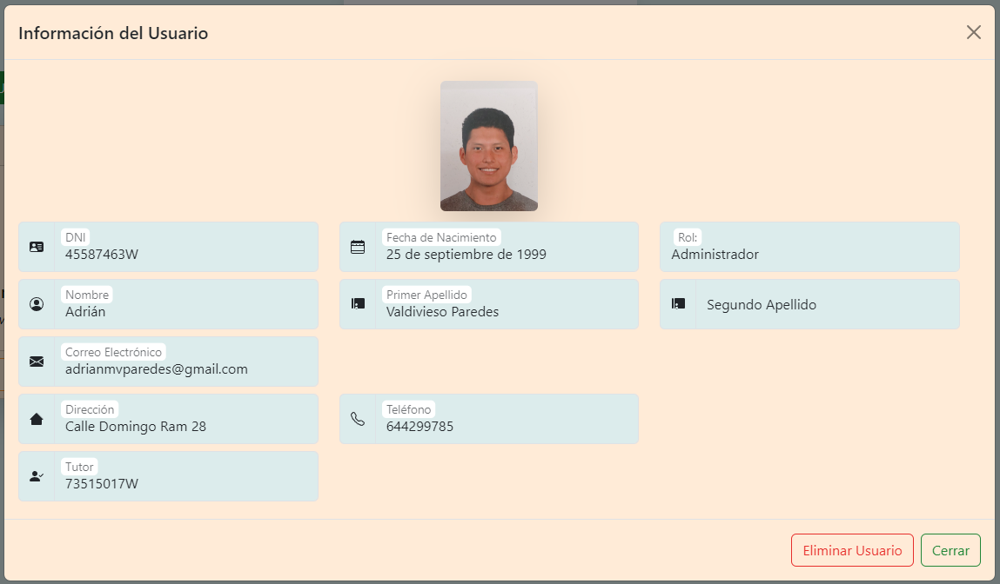 Información del Usuario
DNI
45587463W
Fecha de Nacimiento
25 de septiembre de 1999
Rol:
Administrador
Nombre
Adrián
Primer Apellido
Valdivieso Paredes
Segundo Apellido
Correo Electrónico
adrianmvparedes@gmail.com
Dirección
Calle Domingo Ram 28
Teléfono
644299785
Tutor
73515017W
Eliminar Usuario
Cerrar